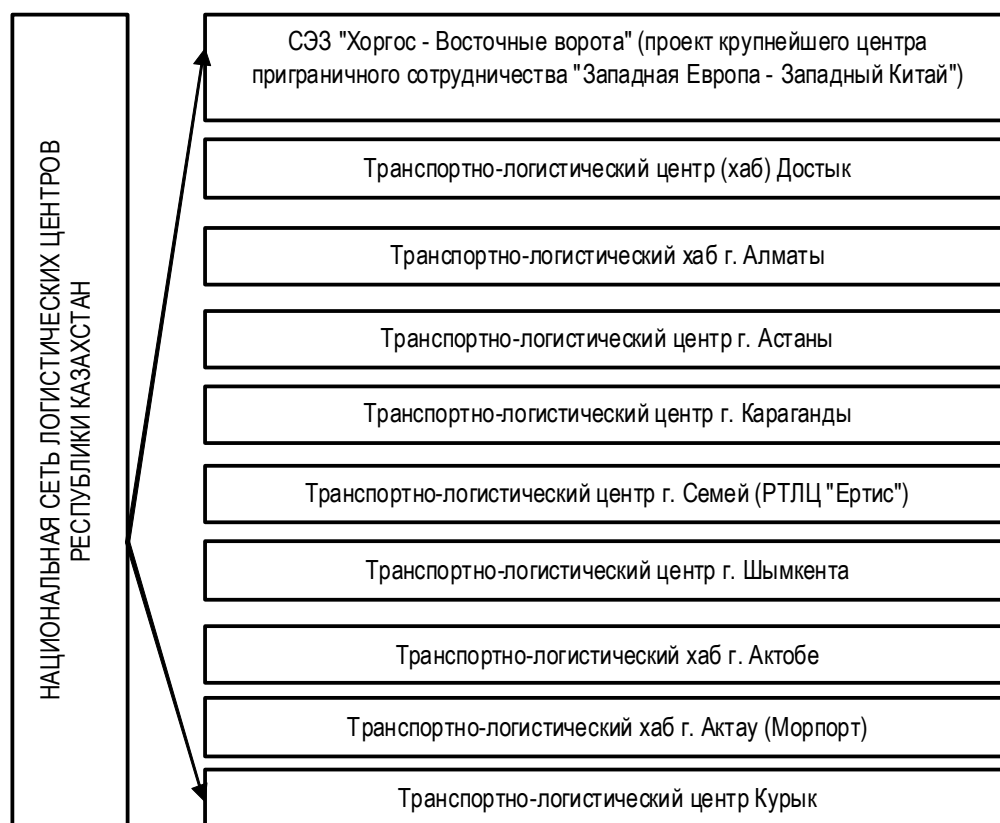 НАЦИОНАЛЬНАЯ СЕТЬ ЛОГИСТИЧЕСКИХ ЦЕНТРОВ
РЕСПУБЛИКИ КАЗАХСТАН
СЭЗ "Хоргос - Восточные ворота" (проект крупнейшего центра
приграничного сотрудничества "Западная Европа - Западный Китай")
Транспортно-логистический центр (хаб) Достык
Транспортно-логистический хаб г. Алматы
Транспортно-логистический центр г. Астаны
Транспортно-логистический центр г. Караганды
Транспортно-логистический центр г. Семей (РТЛЦ "Ертис")
Транспортно-логистический центр г. Шымкента
Транспортно-логистический хаб г. Актобе
Транспортно-логистический хаб г. Актау (Морпорт)
Транспортно-логистический центр Курык